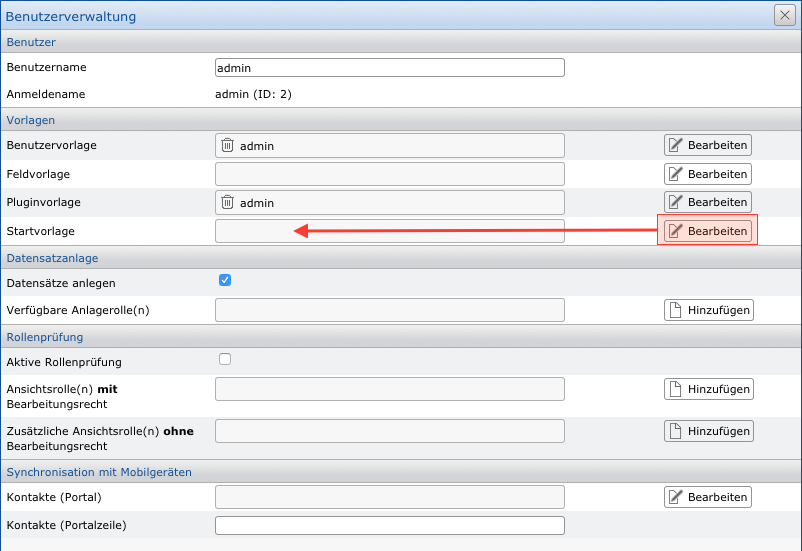 Benutzerverwaltung
Benutzer
Benutzername admin
Anmeldename admin (ID: 2)
Vorlagen
Benutzervorlage admin Bearbeiten
Feldvorlage Bearbeiten
Pluginvorlage admin Bearbeiten
Startvorlage Bearbeiten
Datensatzanlage
Datensätze anlegen
Verfügbare Anlagerolle(n) Hinzufügen
Rollenprüfung
Aktive Rollenprüfung
Ansichtsrolle(n) mit Hinzufügen
Bearbeitungsrecht
Zusätzliche Ansichtsrolle(n) ohne Hinzufügen
Bearbeitungsrecht
Synchronisation mit Mobilgeräten
Kontakte (Portal) Bearbeiten
Kontakte (Portalzeile)